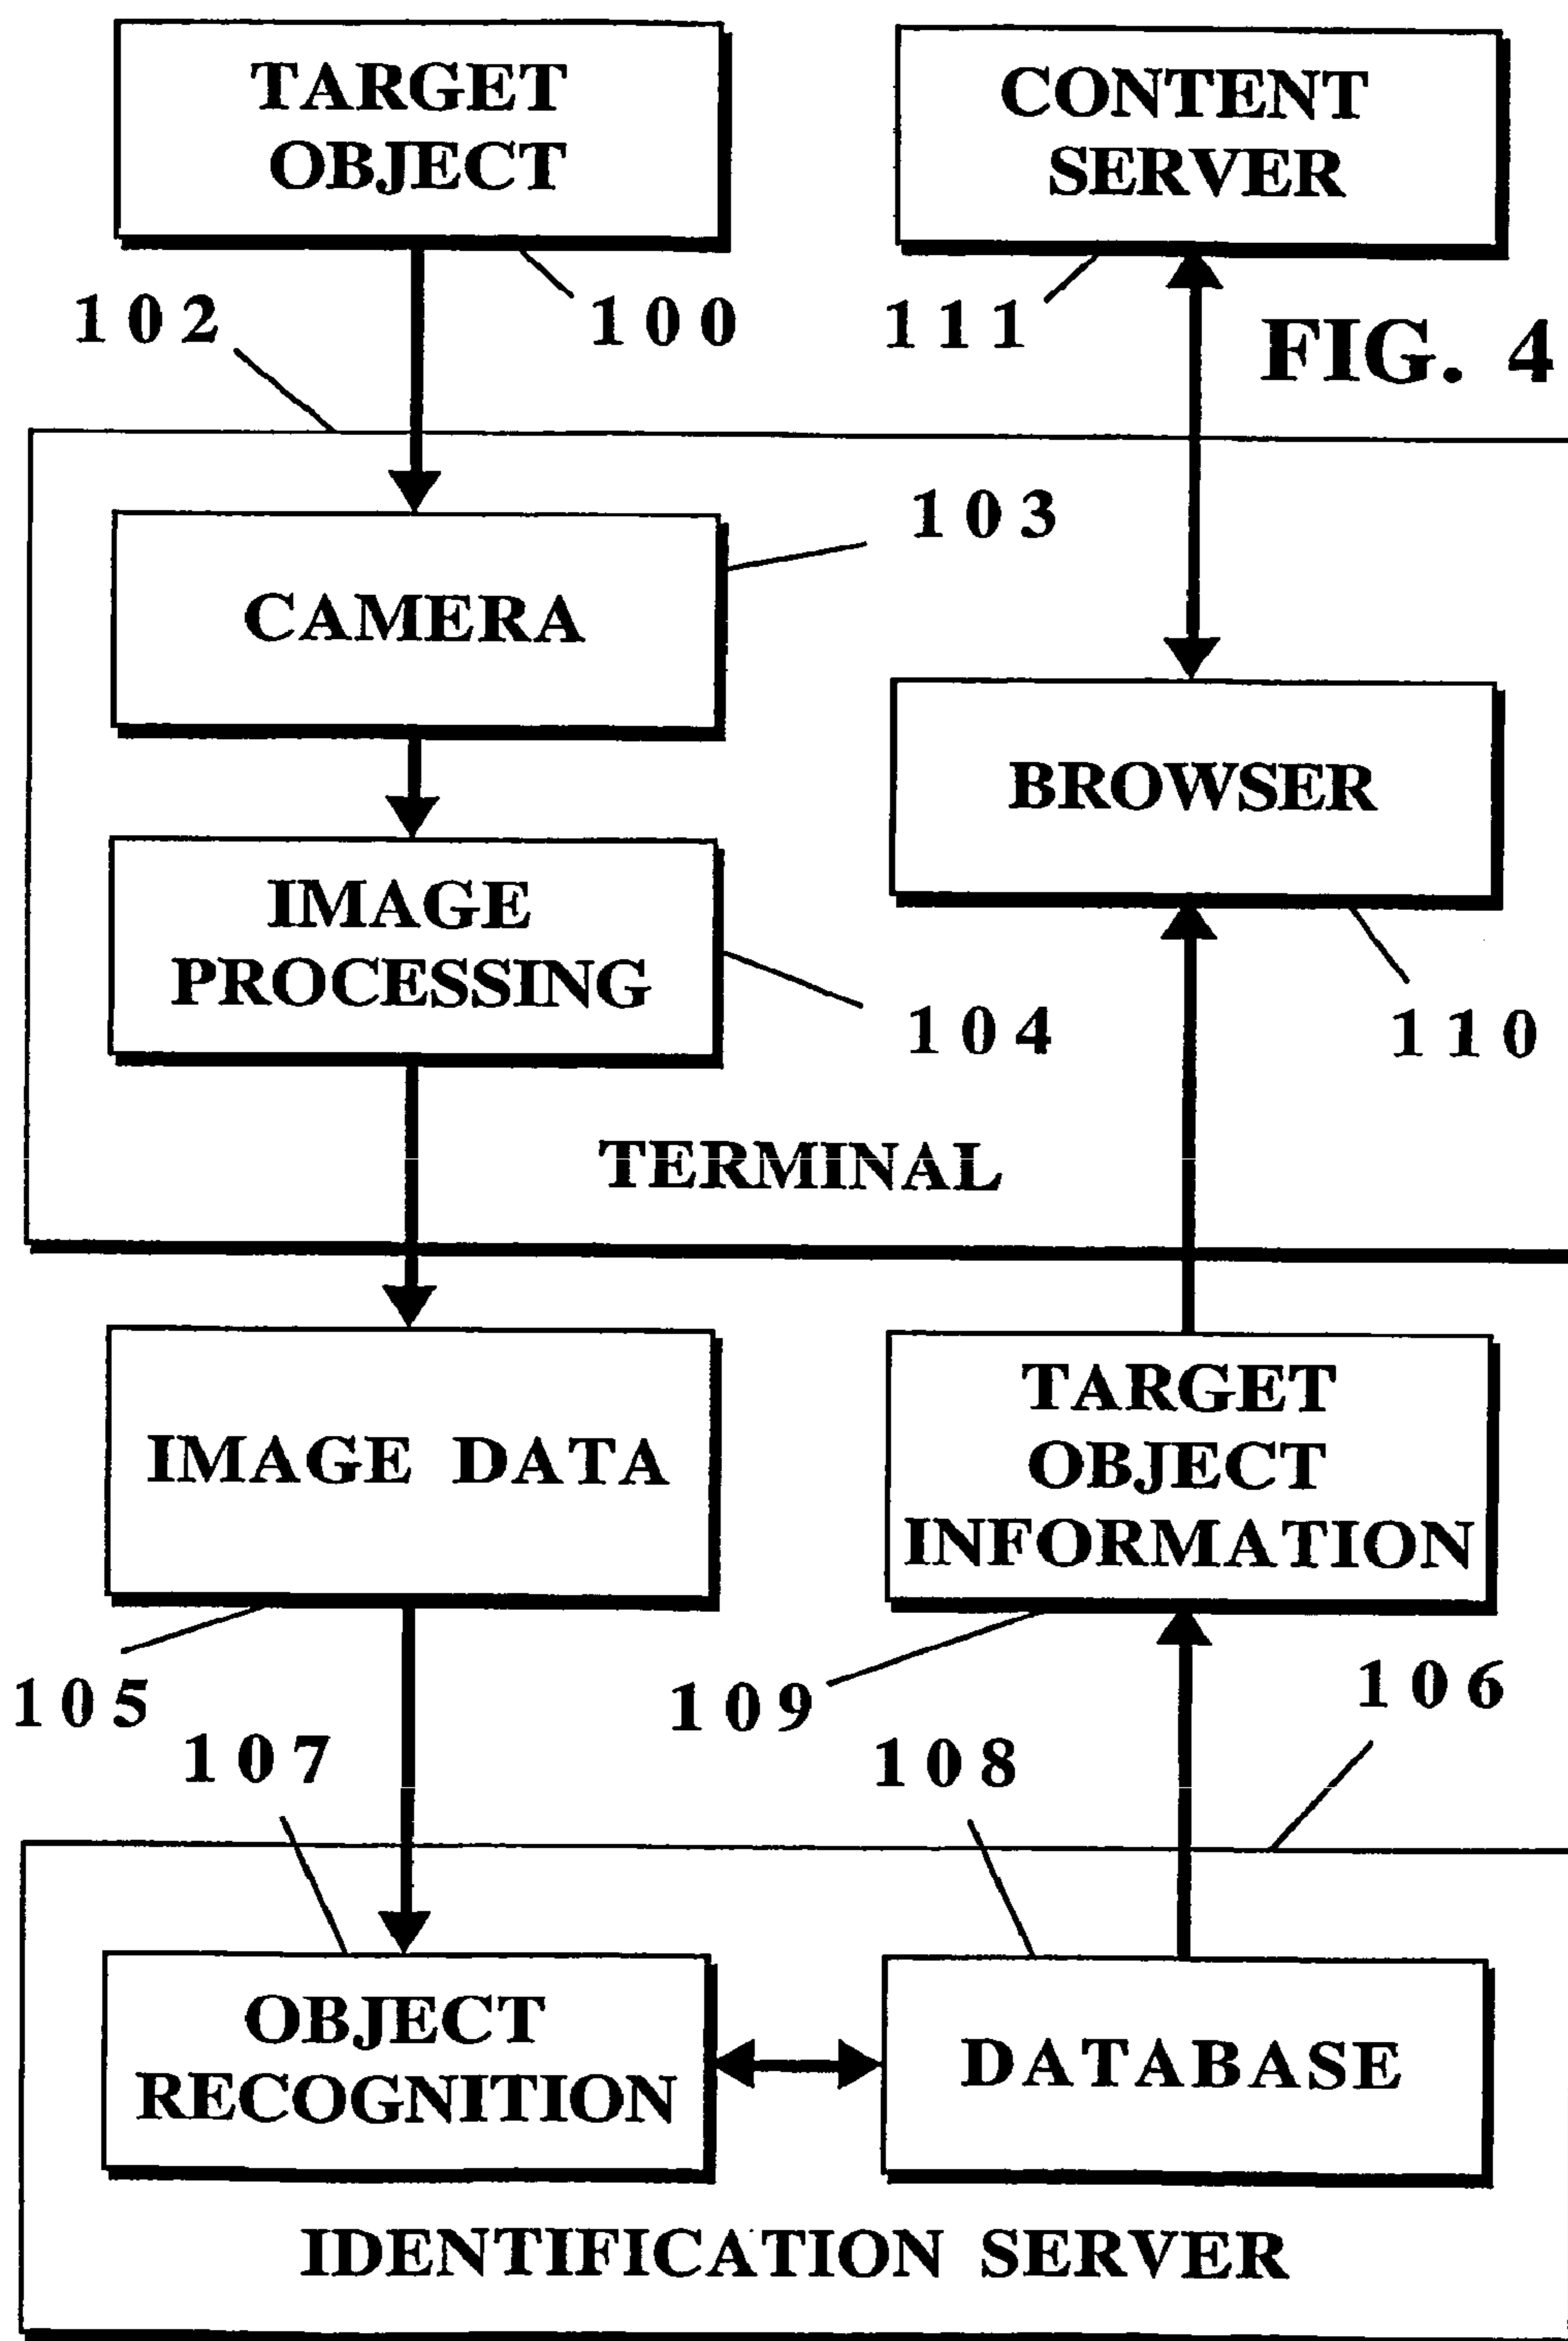 TARGET
OBJECT
CONTENT
SERVER
102
100
111
FIG. 4
103
CAMERA
BROWSER
IMAGE
PROCESSING
104
110
TERMINAL
IMAGE DATA
TARGET
OBJECT
INFORMATION
105
109
106
107
108
OBJECT
RECOGNITION
DATABASE
IDENTIFICATION SERVER